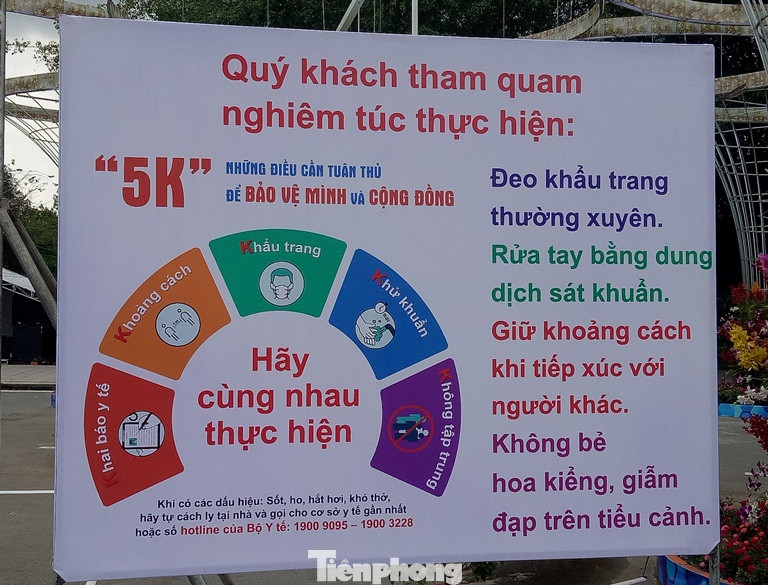 Quý khách tham quan
nghiêm túc thực hiện:
“5K” NHỮNG ĐIỀU CẦN TUÂN THỦ
ĐỂ BẢO VỆ MÌNH VÀ CỘNG ĐỒNG
Khai báo y tế
Khoảng cách
Khẩu trang
Khử khuẩn
Không tập trung
Hãy
cùng nhau
thực hiện
Khi có các dấu hiệu: Sốt, ho, hắt hơi, khó thở,
hãy tự cách ly tại nhà và gọi cho cơ sở y tế gần nhất
hoặc số hotline của Bộ Y tế: 1900 9095 – 1900 3228
Đeo khẩu trang
thường xuyên.
Rửa tay bằng dung
dịch sát khuẩn.
Giữ khoảng cách
khi tiếp xúc với
người khác.
Không bẻ
hoa kiểng, giẫm
đạp trên tiểu cảnh.
Tiênphong